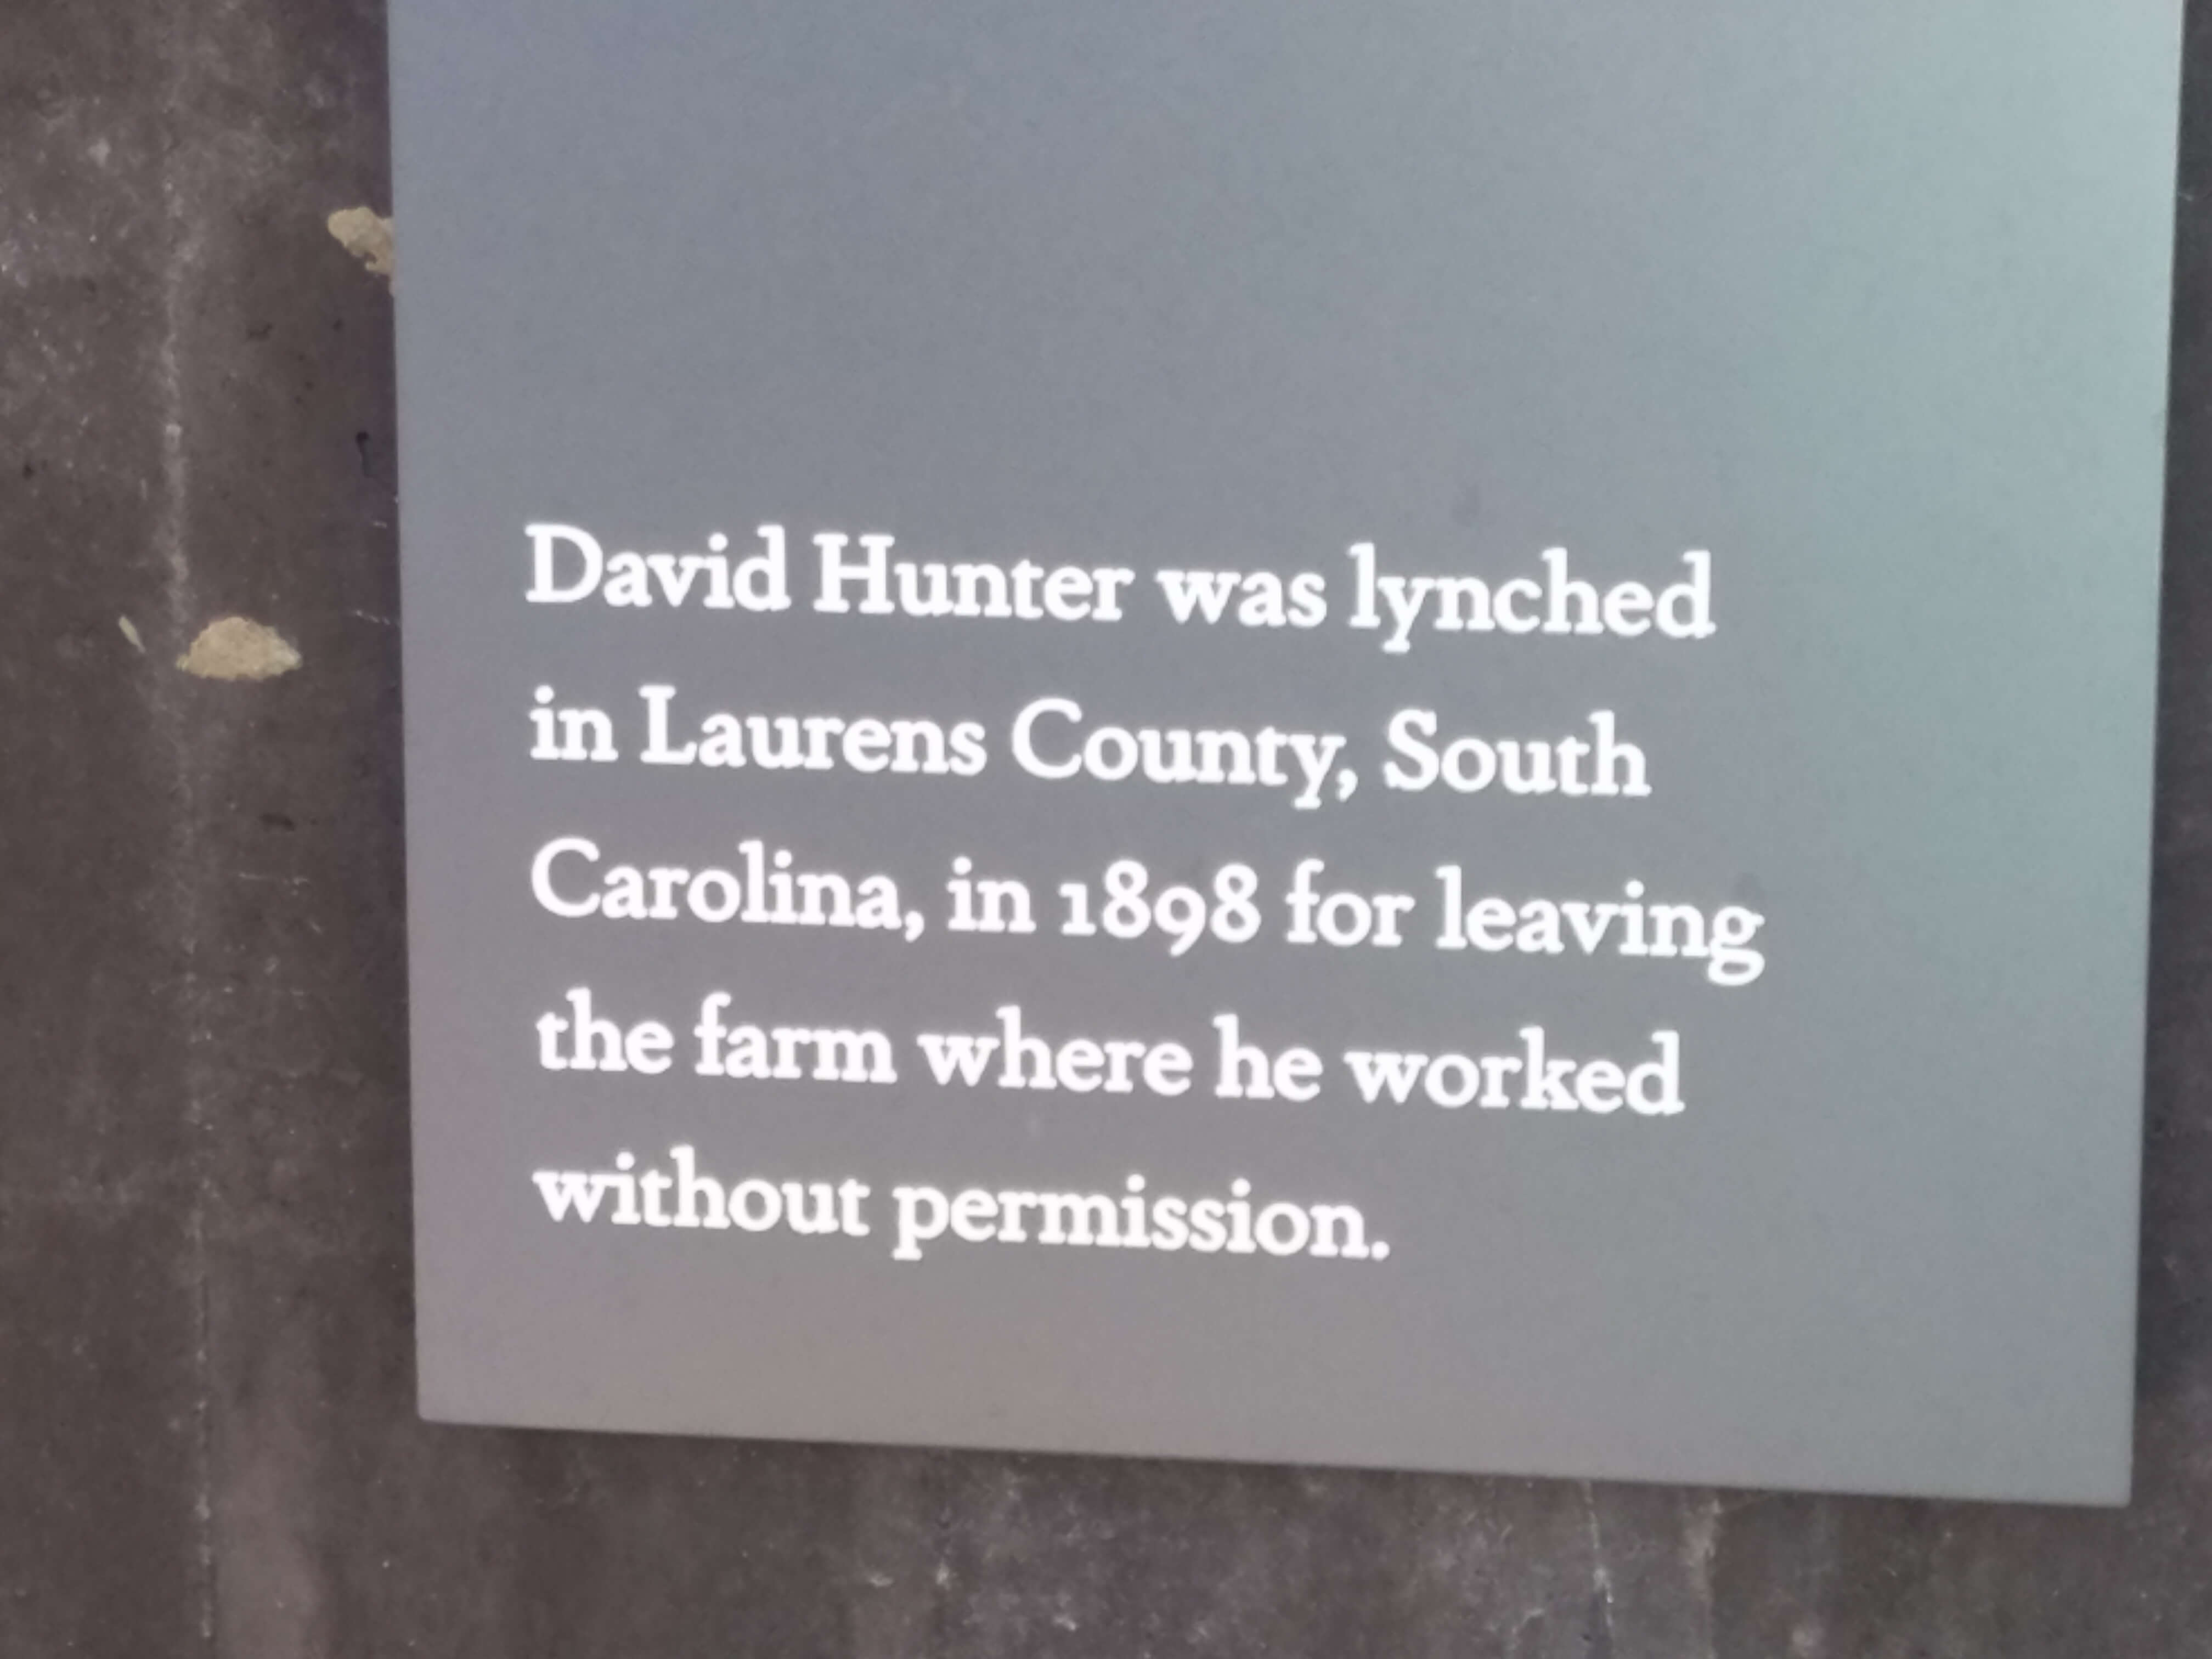 David Hunter was lynched
in Laurens County, South
Carolina, in 1898 for leaving
the farm where he worked
without permission.